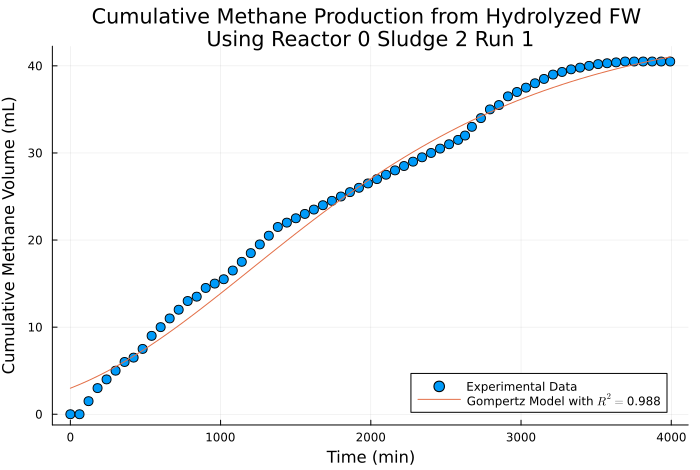 Cumulative Methane Production from Hydrolyzed FW
Using Reactor 0 Sludge 2 Run 1
Cumulative Methane Volume (mL)
40
30
20
10
0
0 1000 2000 3000 4000
Time (min)
Experimental Data
Gompertz Model with R² = 0.988